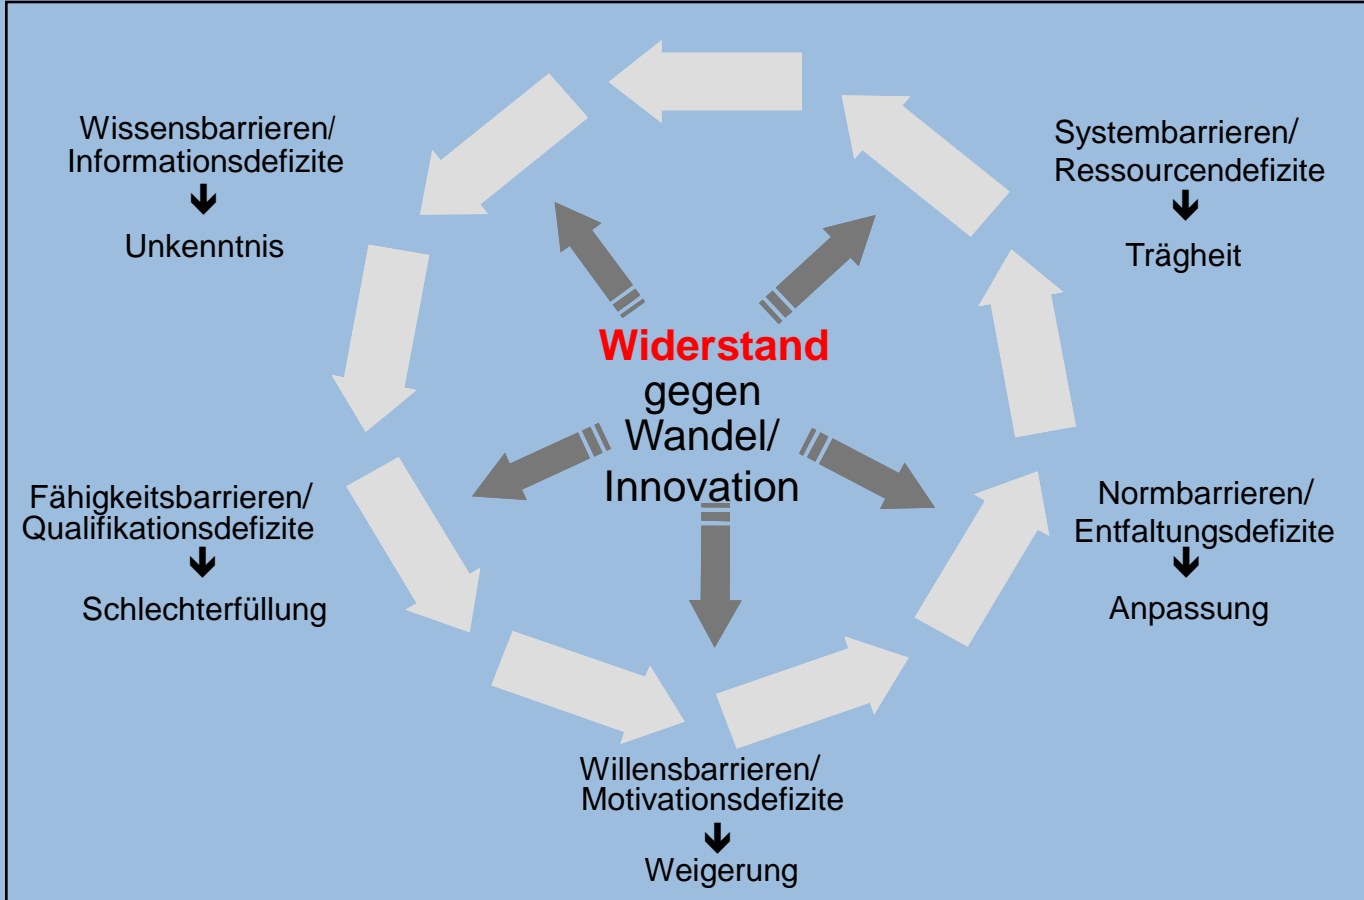 Wissensbarrieren/
Informationsdefizite
Unkenntnis
Systembarrieren/
Ressourcendefizite
Trägheit
Widerstand
gegen
Wandel/
Innovation
Fähigkeitsbarrieren/
Qualifikationsdefizite
Schlechterfüllung
Normbarrieren/
Entfaltungsdefizite
Anpassung
Willensbarrieren/
Motivationsdefizite
Weigerung